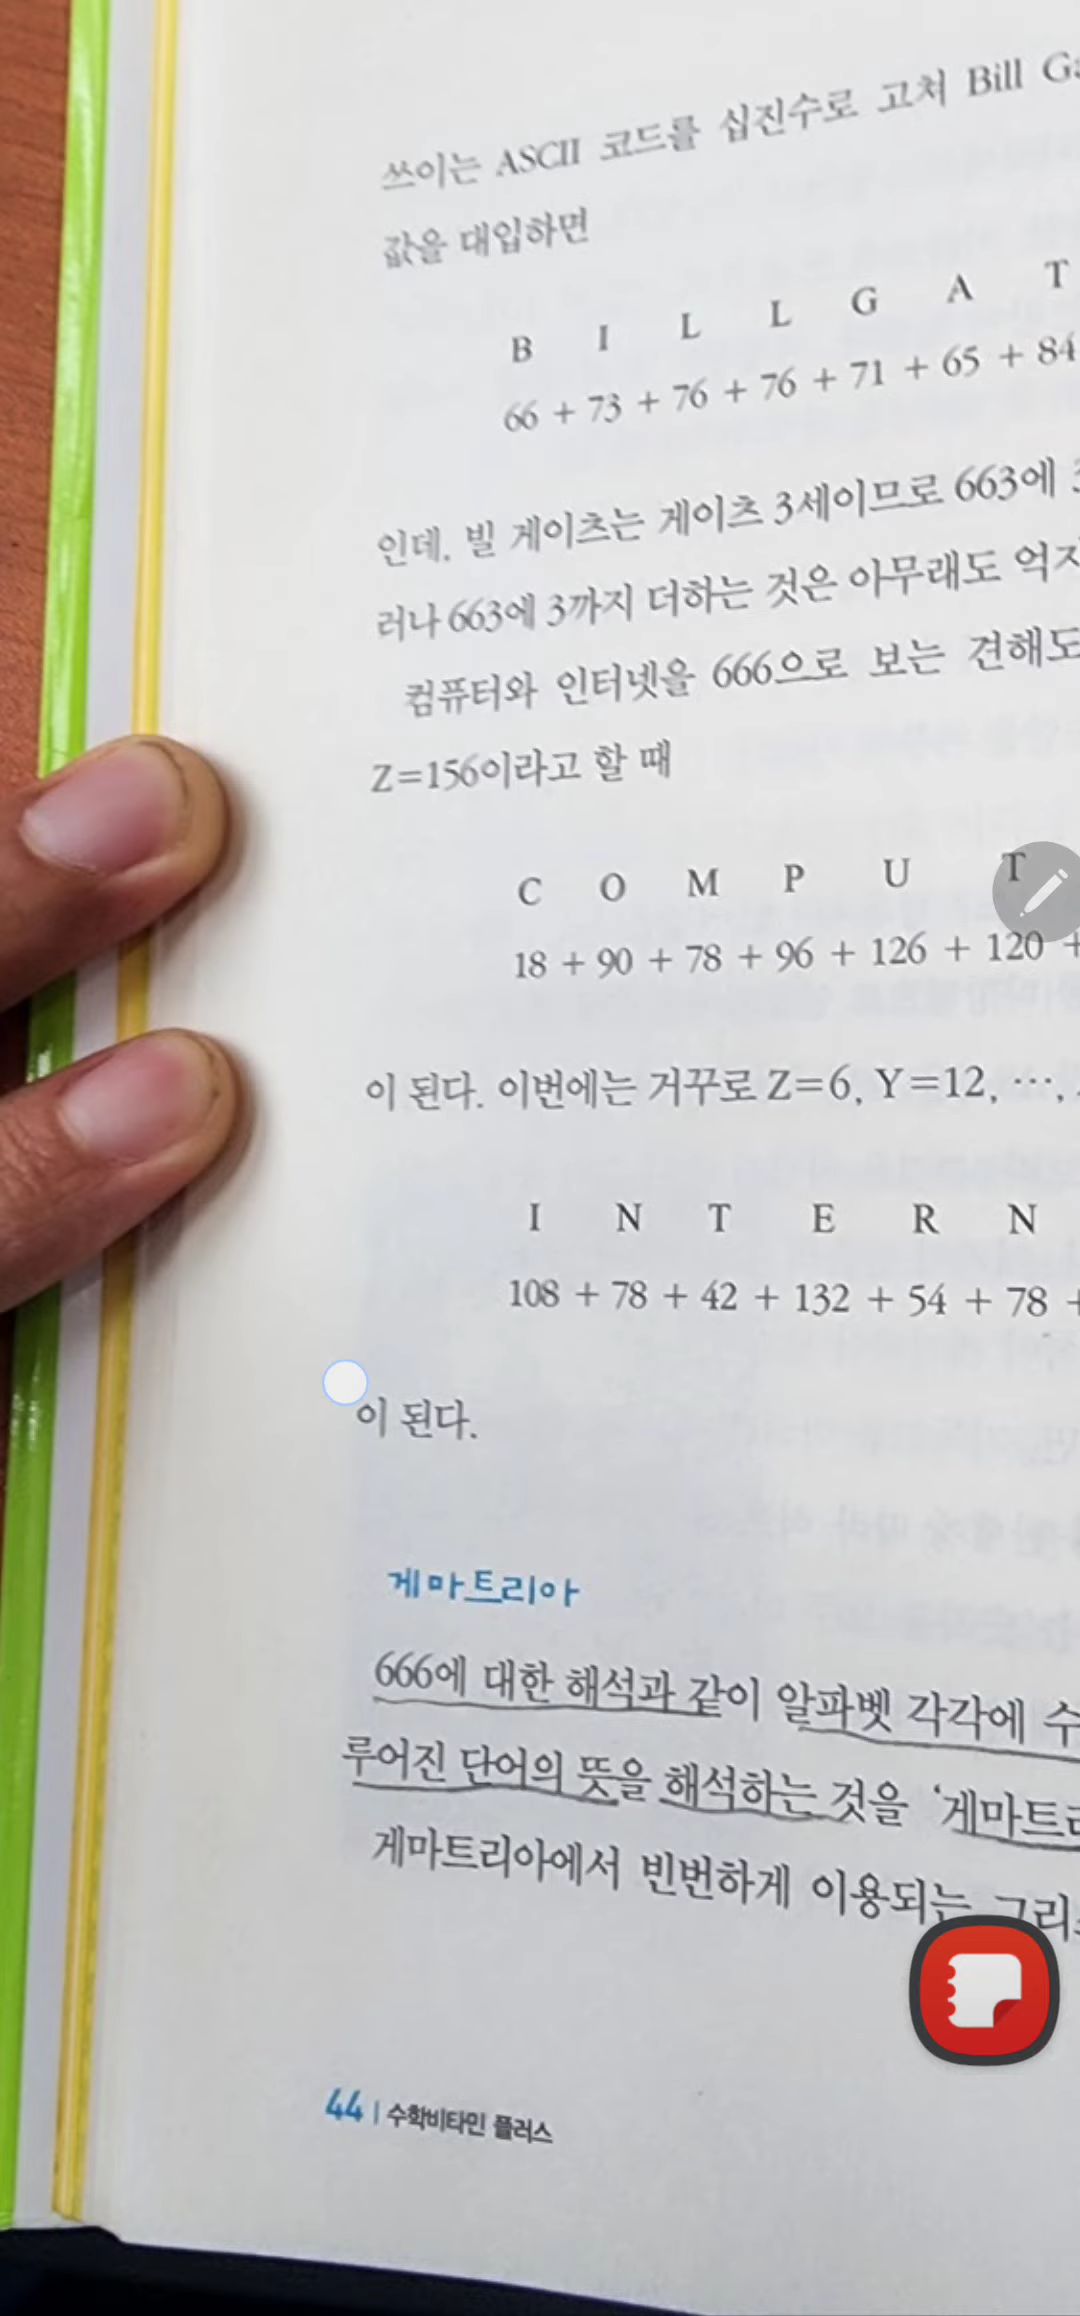 쓰이는 ASCII 코드를 십진수로 고쳐 Bill
값을 대입하면
B I L L G A T
66 + 73 + 76 + 76 + 71 + 65 + 84
인데. 빌 게이츠는 게이츠 3세이므로 663에
러나 663에 3까지 더하는 것은 아무래도
컴퓨터와 인터넷을 666으로 보는 견해도
Z=156이라고 할 때
C O M P U T
18 + 90 + 78 + 96 + 126 + 120 +
이 된다. 이번에는 거꾸로 Z=6, Y=12, ⋯,
I N T E R N
108 + 78 + 42 + 132 + 54 + 78 +
이 된다.
게마트리아
666에 대한 해석과 같이 알파벳 각각에 수
루어진 단어의 뜻을 해석하는 것을 ‘게마트
게마트리아에서 빈번하게 이용되는 그리
44 | 수학비타민 플러스